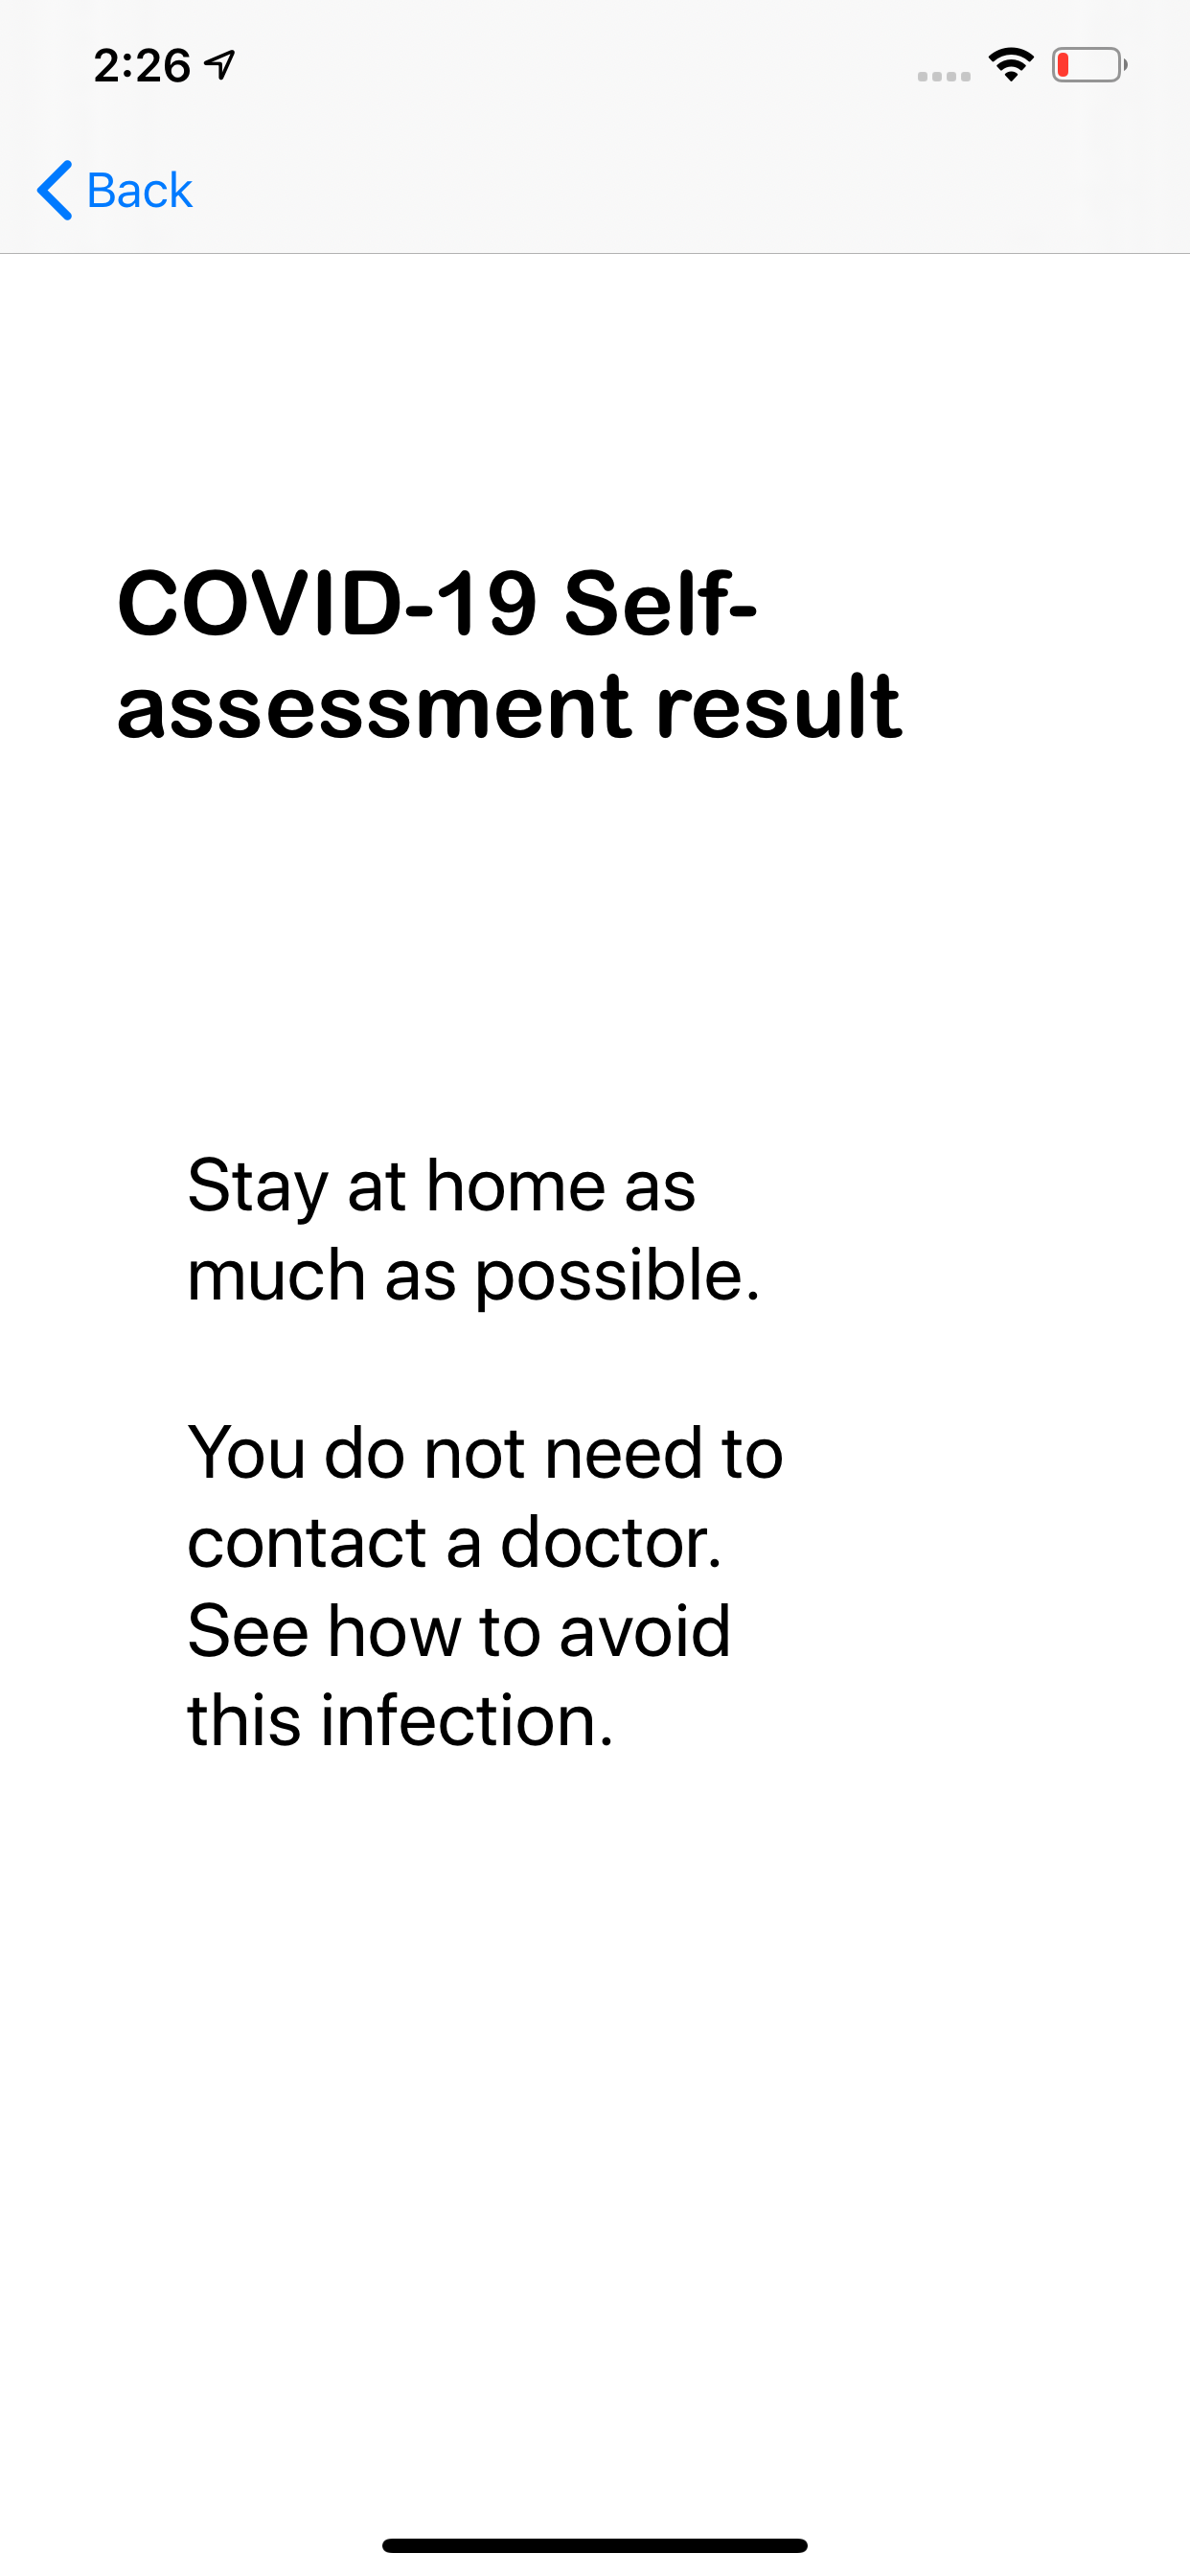 2:26
Back
COVID-19 Self-
assessment result
Stay at home as
much as possible.
You do not need to
contact a doctor.
See how to avoid
this infection.